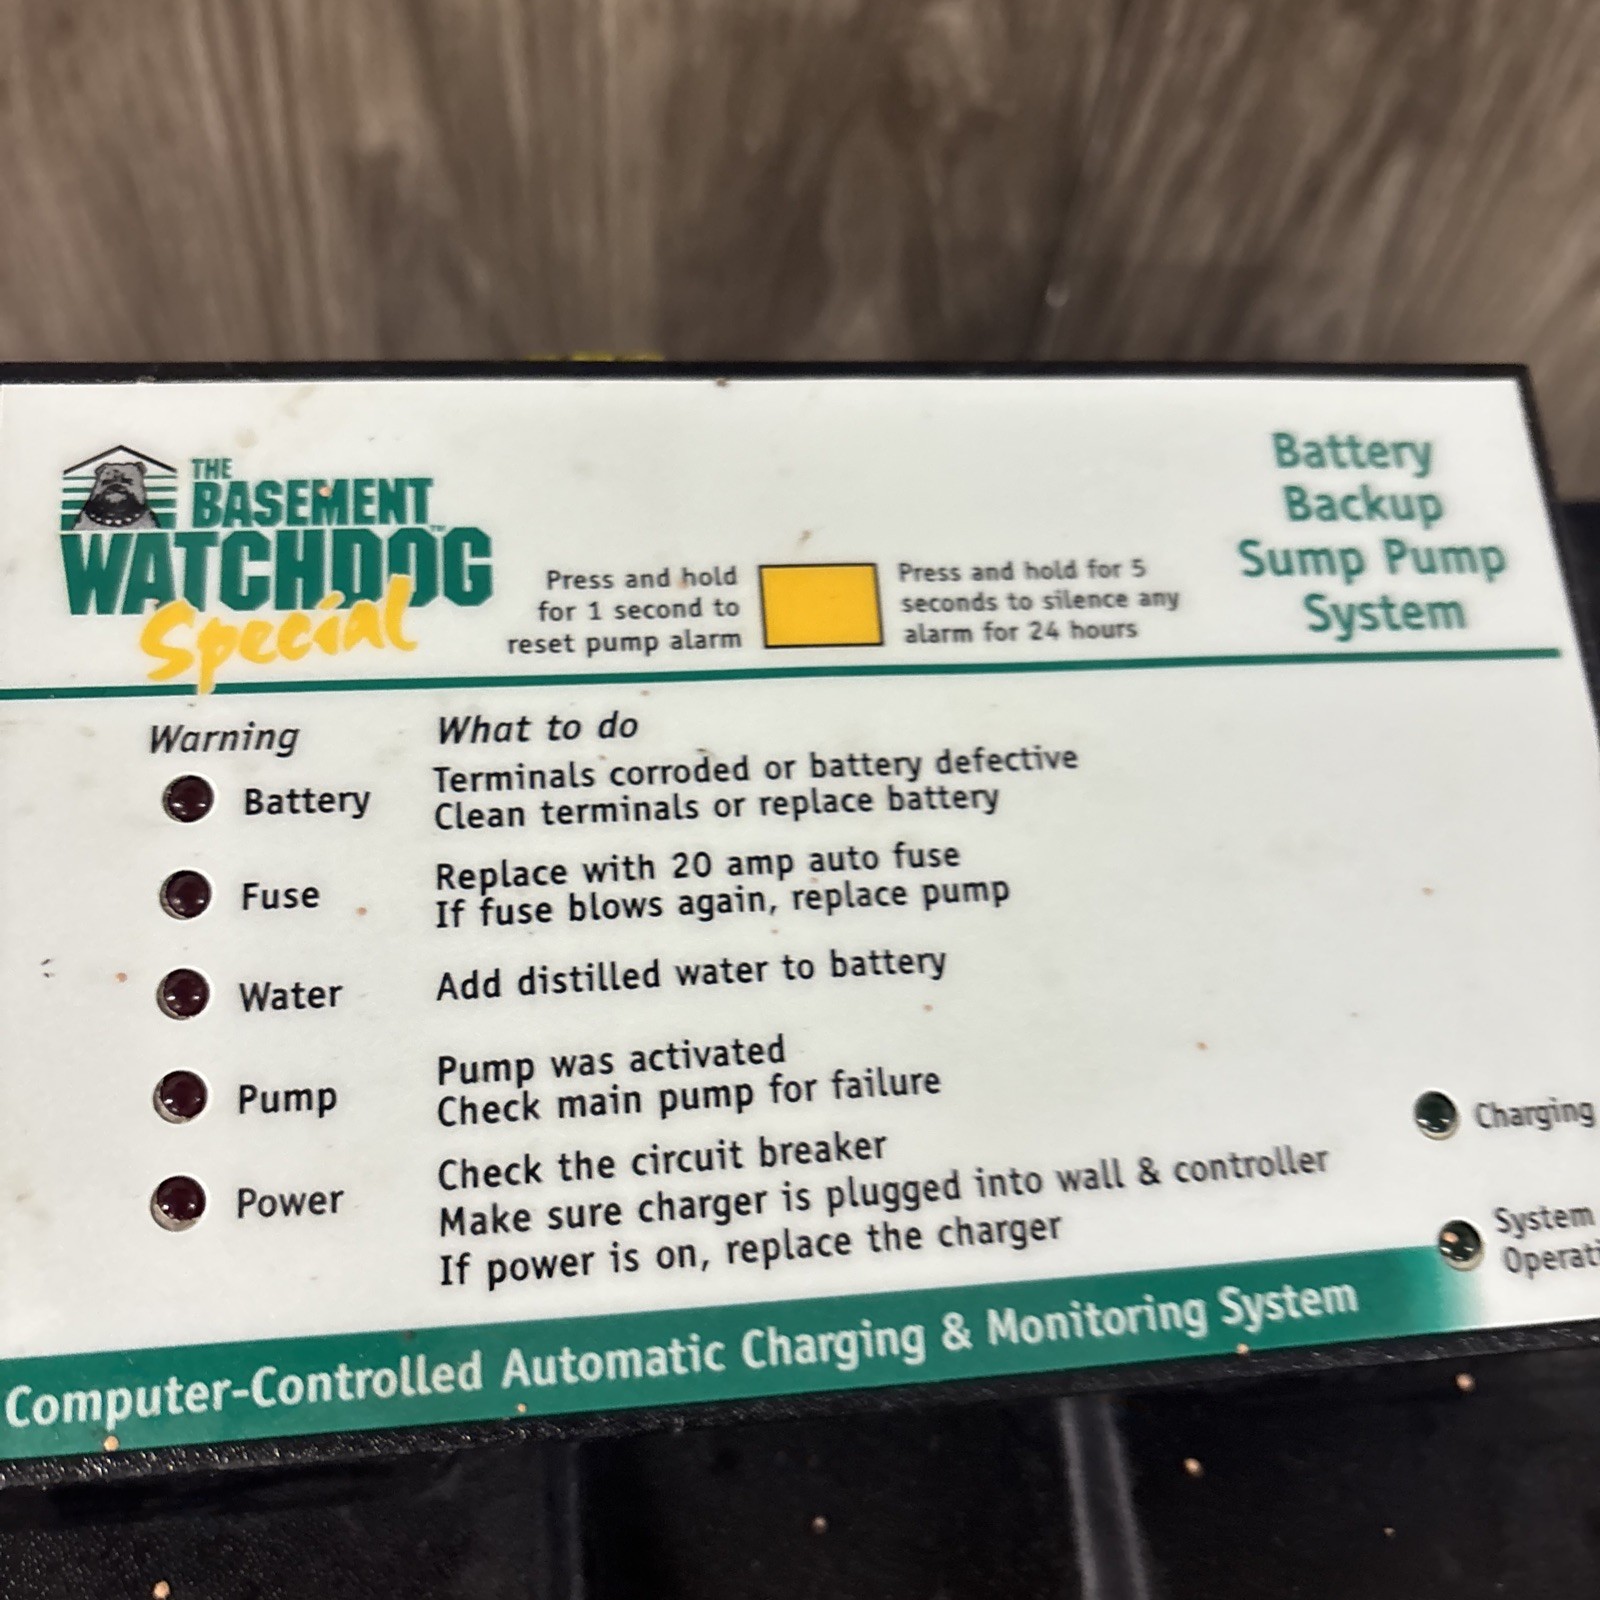 THE
BASEMENT
WATCHDOG™
Special
Press and hold
for 1 second to
reset pump alarm
Press and hold for 5
seconds to silence any
alarm for 24 hours
Battery
Backup
Sump Pump
System
Warning
What to do
Battery
Terminals corroded or battery defective
Clean terminals or replace battery
Fuse
Replace with 20 amp auto fuse
If fuse blows again, replace pump
Water
Add distilled water to battery
Pump
Pump was activated
Check main pump for failure
Power
Check the circuit breaker
Make sure charger is plugged into wall & controller
If power is on, replace the charger
Charging
System
Operati
Computer-Controlled Automatic Charging & Monitoring System